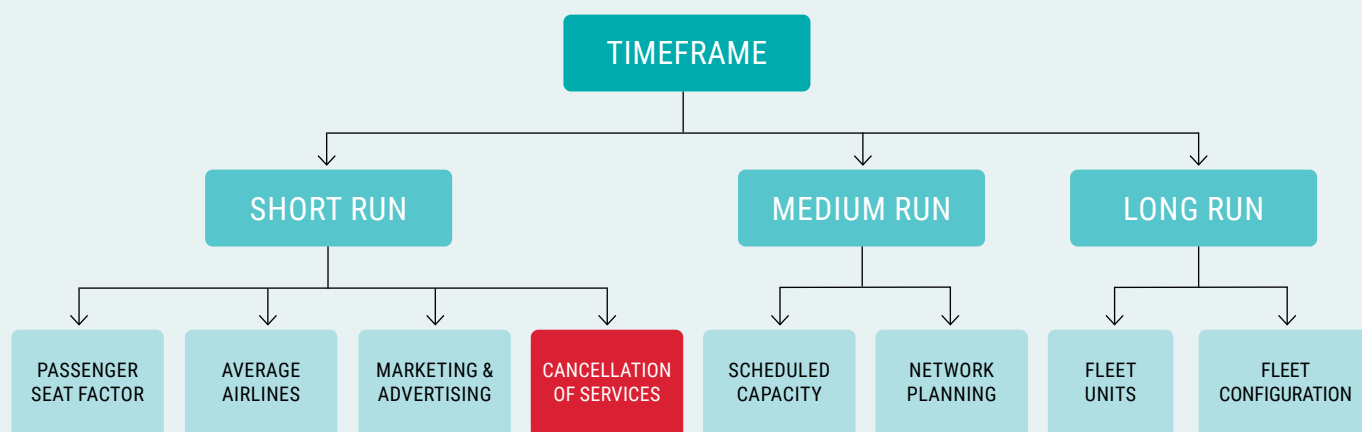 TIMEFRAME
SHORT RUN
MEDIUM RUN
LONG RUN
PASSENGER
SEAT FACTOR
AVERAGE
AIRLINES
MARKETING &
ADVERTISING
CANCELLATION
OF SERVICES
SCHEDULED
CAPACITY
NETWORK
PLANNING
FLEET
UNITS
FLEET
CONFIGURATION